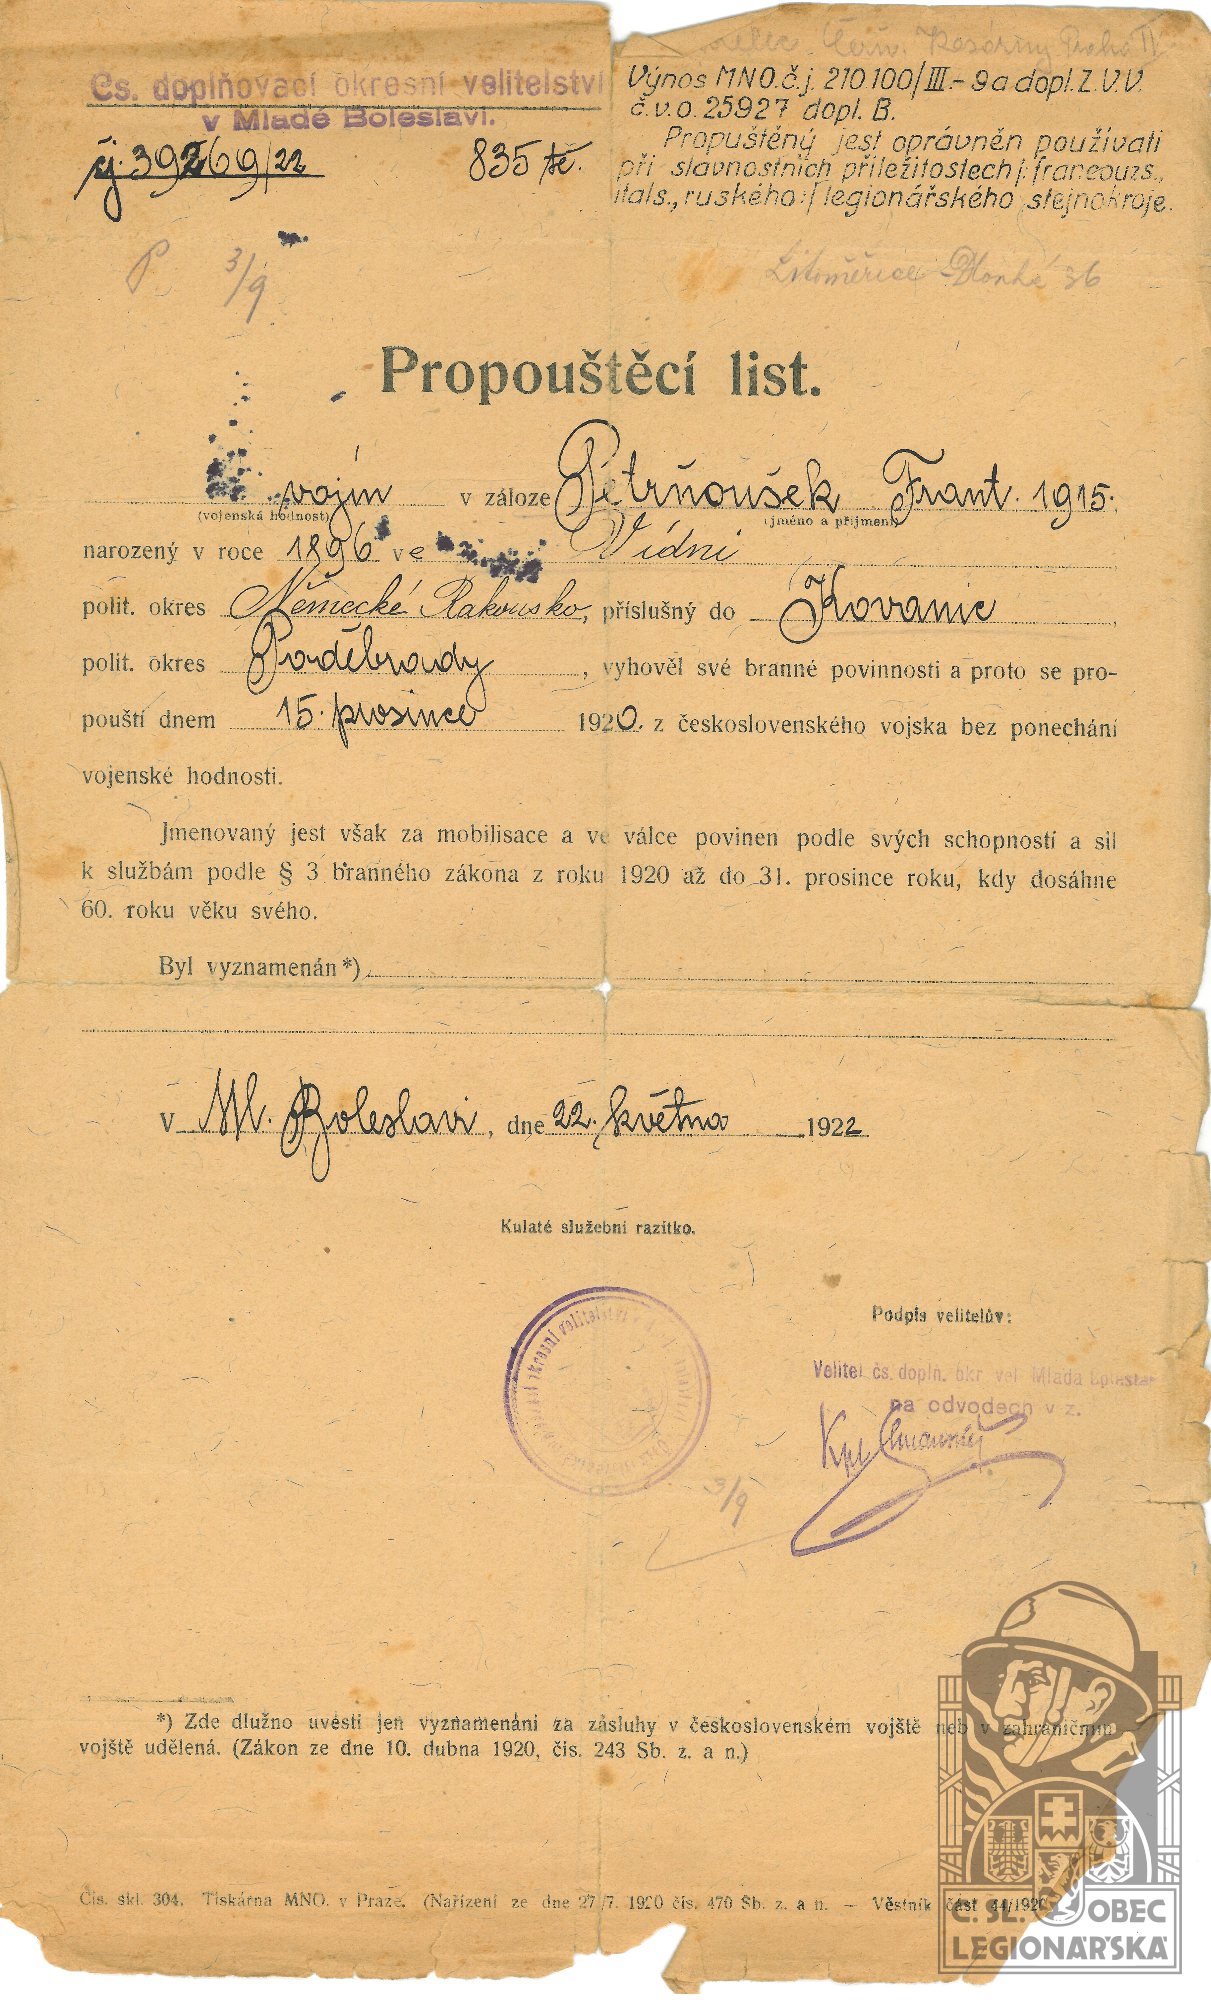 Čs. doplňovací okresní velitelství
v Mladé Boleslavi.
čj. 39269/22 835 tč.
Výnos MNO.č.j. 210.100/III.-9a dopl.Z.V.V.
č.v.o. 25927 dopl. B.
Propuštěný jest oprávněn používati
při slavnostních příležitostech /: francouzs.,
itals., ruského:/ legionářského stejnokroje.
P. 3/9
Litoměřice Dlouhá 36
Propouštěcí list.
vojín v záloze Petrňoušek Frant. 1915.
(vojenská hodnost) (jméno a příjmení)
narozený v roce 1896 ve Vídni
polit. okres Německé Rakousko, příslušný do Kovanic,
polit. okres Poděbrady, vyhověl své branné povinnosti a proto se pro-
pouští dnem 15. prosince 1920. z československého vojska bez ponechání
vojenské hodnosti.
Jmenovaný jest však za mobilisace a ve válce povinen podle svých schopností a sil
k službám podle § 3 branného zákona z roku 1920 až do 31. prosince roku, kdy dosáhne
60. roku věku svého.
Byl vyznamenán*)
V Ml. Boleslavi, dne 22. května 1922
Kulaté služební razítko.
Podpis velitelův:
Velitel čs. dopln. okr. vel. Mladá Boleslav
na odvodech v z.
3/9
*) Zde dlužno uvésti jen vyznamenání za zásluhy v československém vojště neb v zahraničním
vojště udělená. (Zákon ze dne 10. dubna 1920, čís. 243 Sb. z. a n.)
Čís. skl. 304. Tiskárna MNO. v Praze. (Nařízení ze dne 27/7. 1920 čís. 470 Sb. z. a n. — Věstník část 44/1920
Č. SL. OBEC
LEGIONÁŘSKÁ